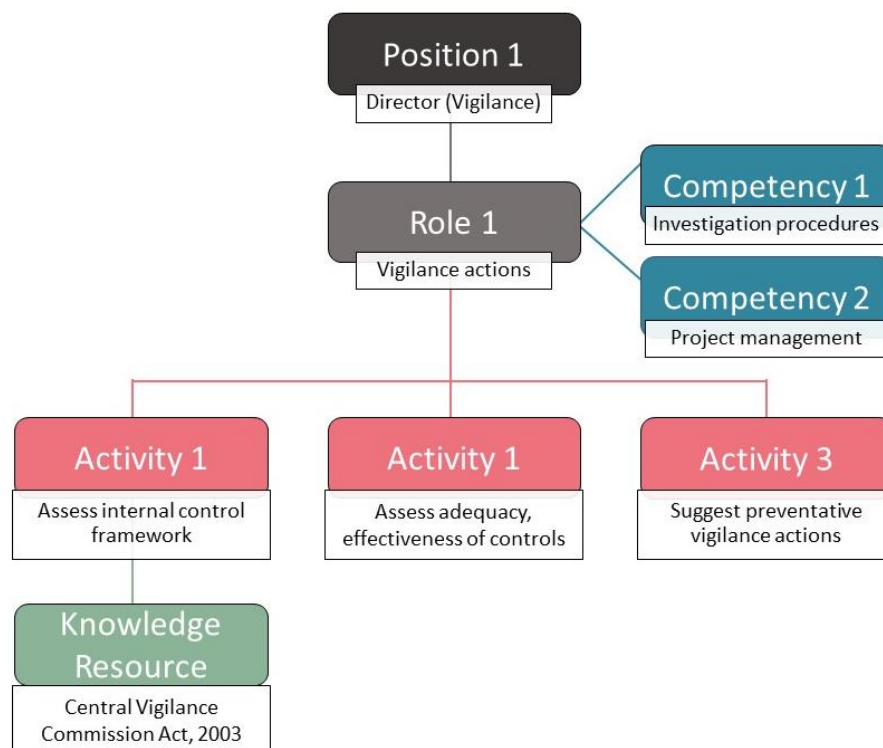 Position 1
Director (Vigilance)
Role 1
Vigilance actions
Competency 1
Investigation procedures
Competency 2
Project management
Activity 1
Assess internal control
framework
Activity 1
Assess adequacy,
effectiveness of controls
Activity 3
Suggest preventative
vigilance actions
Knowledge
Resource
Central Vigilance
Commission Act, 2003